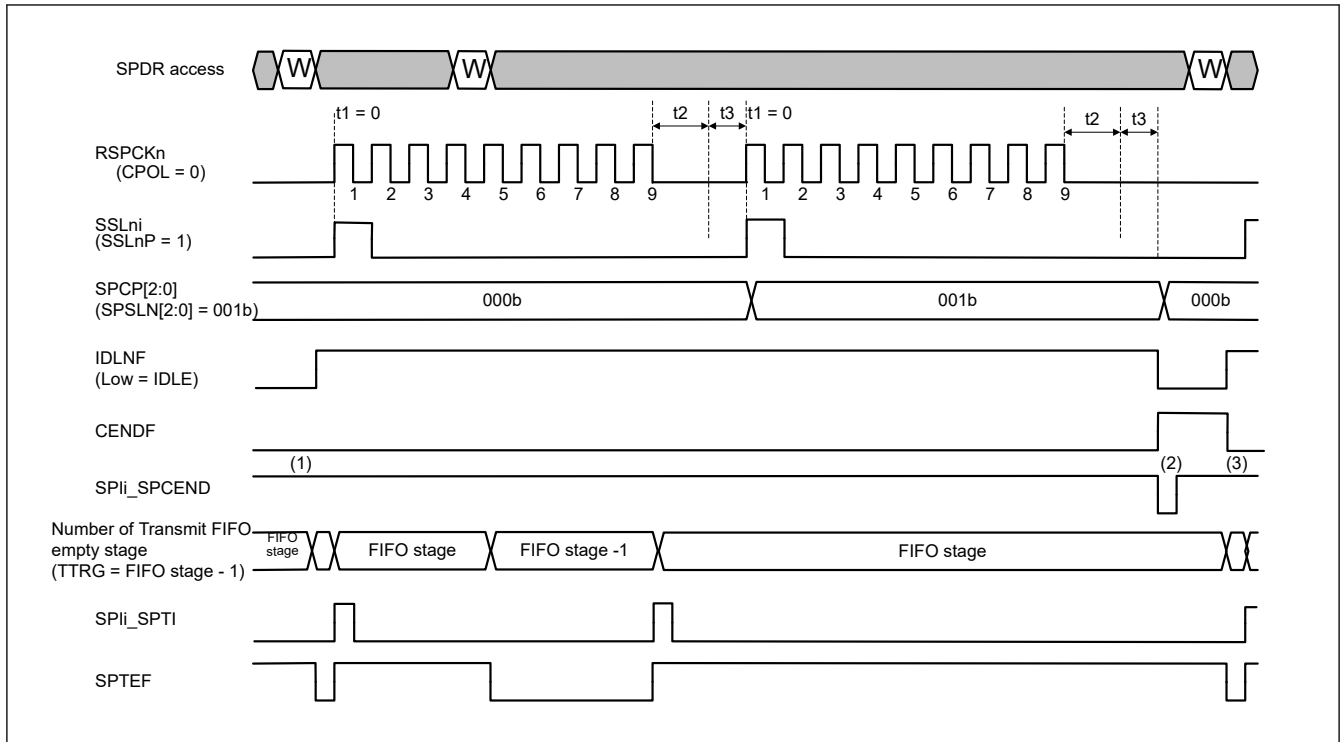 SPDR access
W
W
W
t1 = 0
t2
t3
t1 = 0
t2
t3
RSPCKn
(CPOL = 0)
1 2 3 4 5 6 7 8 9
1 2 3 4 5 6 7 8 9
SSLni
(SSLnP = 1)
SPCP[2:0]
(SPSLN[2:0] = 001b)
000b
001b
000b
IDLNF
(Low = IDLE)
CENDF
(1)
(2)
(3)
SPIi_SPCEND
Number of Transmit FIFO
empty stage
(TTRG = FIFO stage - 1)
FIFO
stage
FIFO stage
FIFO stage -1
FIFO stage
SPIi_SPTI
SPTEF